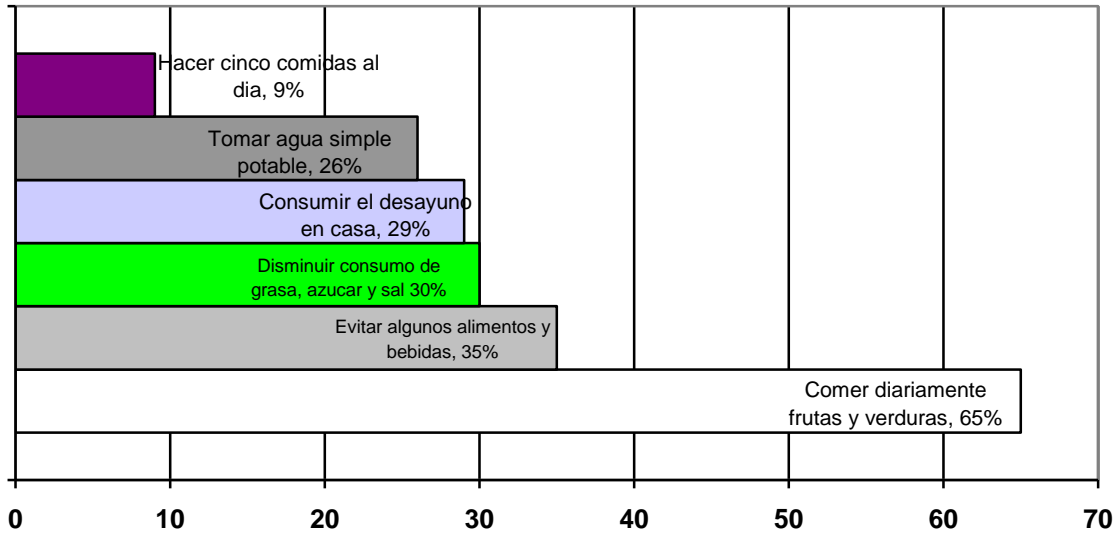 Hacer cinco comidas al
dia, 9%
Tomar agua simple
potable, 26%
Consumir el desayuno
en casa, 29%
Disminuir consumo de
grasa, azucar y sal 30%
Evitar algunos alimentos y
bebidas, 35%
Comer diariamente
frutas y verduras, 65%
0 10 20 30 40 50 60 70